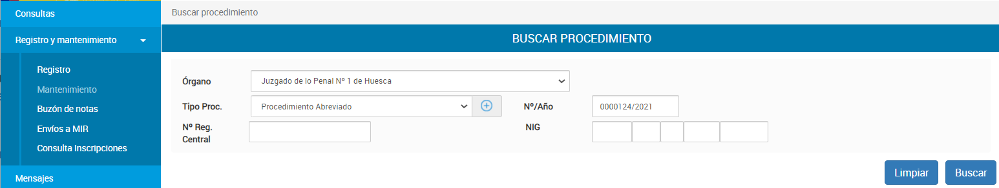 Consultas
Registro y mantenimiento
Registro
Mantenimiento
Buzón de notas
Envíos a MIR
Consulta Inscripciones
Mensajes
Buscar procedimiento
BUSCAR PROCEDIMIENTO
Órgano Juzgado de lo Penal Nº 1 de Huesca
Tipo Proc. Procedimiento Abreviado Nº/Año 0000124/2021
Nº Reg. NIG
Central
Limpiar Buscar